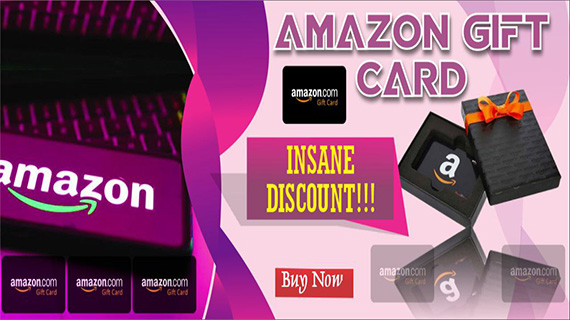 AMAZON GIFT
CARD
amazon.com
Gift Card
INSANE
DISCOUNT!!!
a
amazon
Buy Now
amazon.com
Gift Card
amazon.com
Gift Card
amazon.com
Gift Card
amazon.com
Gift Card
a
amazon.com
Gift Card